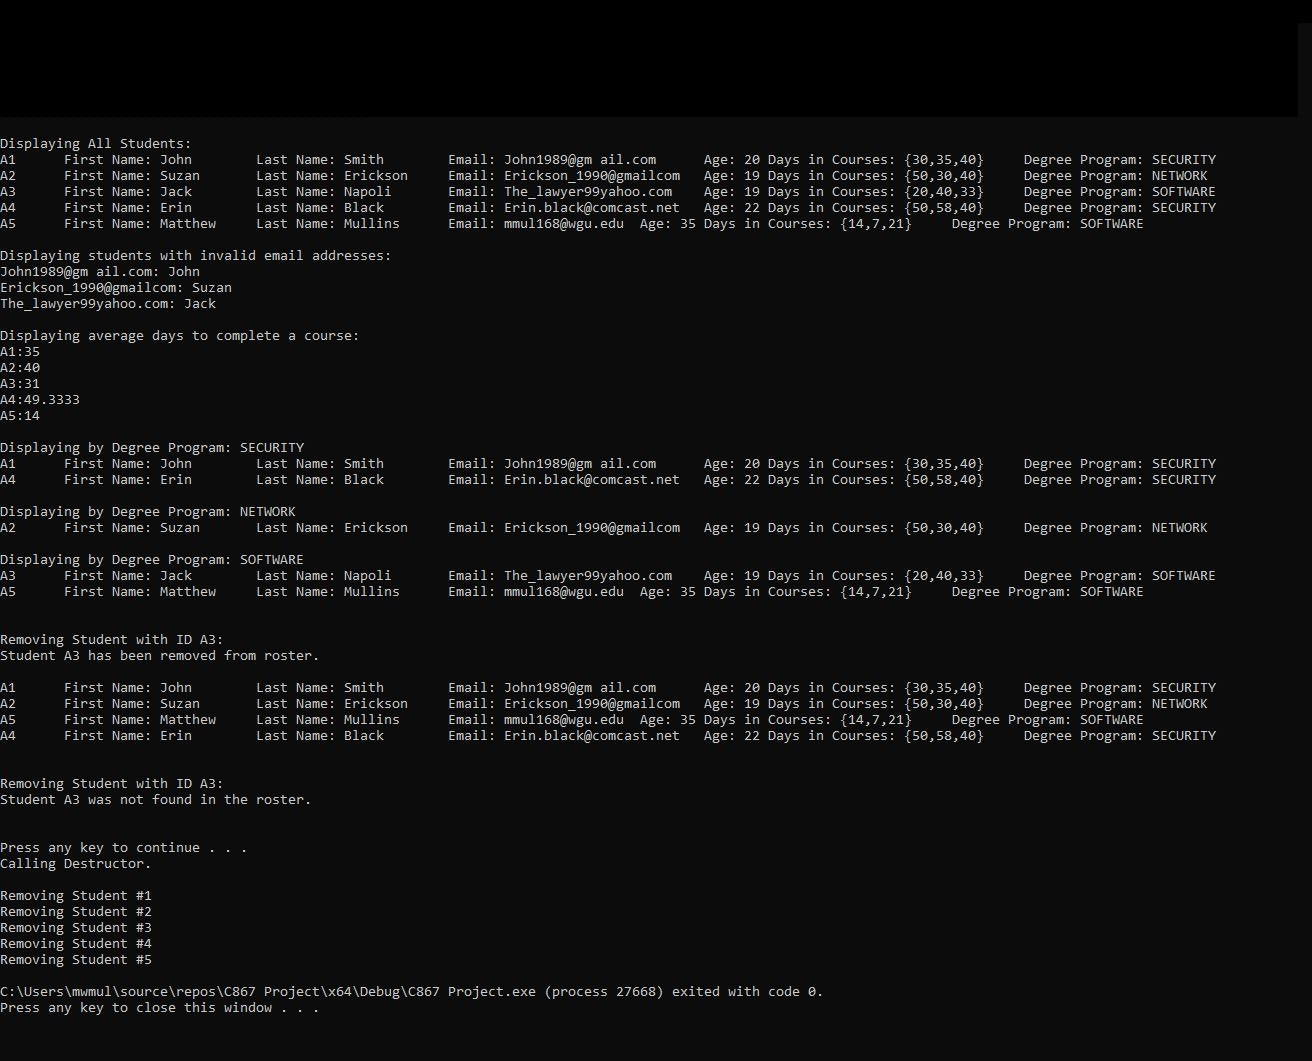 Displaying All Students:
A1      First Name: John        Last Name: Smith        Email: John1989@gm ail.com      Age: 20 Days in Courses: {30,35,40}     Degree Program: SECURITY
A2      First Name: Suzan       Last Name: Erickson     Email: Erickson_1990@gmailcom   Age: 19 Days in Courses: {50,30,40}     Degree Program: NETWORK
A3      First Name: Jack        Last Name: Napoli       Email: The_lawyer99yahoo.com    Age: 19 Days in Courses: {20,40,33}     Degree Program: SOFTWARE
A4      First Name: Erin        Last Name: Black        Email: Erin.black@comcast.net   Age: 22 Days in Courses: {50,58,40}     Degree Program: SECURITY
A5      First Name: Matthew     Last Name: Mullins      Email: mmul168@wgu.edu  Age: 35 Days in Courses: {14,7,21}     Degree Program: SOFTWARE
Displaying students with invalid email addresses:
John1989@gm ail.com: John
Erickson_1990@gmailcom: Suzan
The_lawyer99yahoo.com: Jack
Displaying average days to complete a course:
A1:35
A2:40
A3:31
A4:49.3333
A5:14
Displaying by Degree Program: SECURITY
A1      First Name: John        Last Name: Smith        Email: John1989@gm ail.com      Age: 20 Days in Courses: {30,35,40}     Degree Program: SECURITY
A4      First Name: Erin        Last Name: Black        Email: Erin.black@comcast.net   Age: 22 Days in Courses: {50,58,40}     Degree Program: SECURITY
Displaying by Degree Program: NETWORK
A2      First Name: Suzan       Last Name: Erickson     Email: Erickson_1990@gmailcom   Age: 19 Days in Courses: {50,30,40}     Degree Program: NETWORK
Displaying by Degree Program: SOFTWARE
A3      First Name: Jack        Last Name: Napoli       Email: The_lawyer99yahoo.com    Age: 19 Days in Courses: {20,40,33}     Degree Program: SOFTWARE
A5      First Name: Matthew     Last Name: Mullins      Email: mmul168@wgu.edu  Age: 35 Days in Courses: {14,7,21}     Degree Program: SOFTWARE
Removing Student with ID A3:
Student A3 has been removed from roster.
A1      First Name: John        Last Name: Smith        Email: John1989@gm ail.com      Age: 20 Days in Courses: {30,35,40}     Degree Program: SECURITY
A2      First Name: Suzan       Last Name: Erickson     Email: Erickson_1990@gmailcom   Age: 19 Days in Courses: {50,30,40}     Degree Program: NETWORK
A5      First Name: Matthew     Last Name: Mullins      Email: mmul168@wgu.edu  Age: 35 Days in Courses: {14,7,21}     Degree Program: SOFTWARE
A4      First Name: Erin        Last Name: Black        Email: Erin.black@comcast.net   Age: 22 Days in Courses: {50,58,40}     Degree Program: SECURITY
Removing Student with ID A3:
Student A3 was not found in the roster.
Press any key to continue . . .
Calling Destructor.
Removing Student #1
Removing Student #2
Removing Student #3
Removing Student #4
Removing Student #5
C:\Users\mwmul\source\repos\C867 Project\x64\Debug\C867 Project.exe (process 27668) exited with code 0.
Press any key to close this window . . .